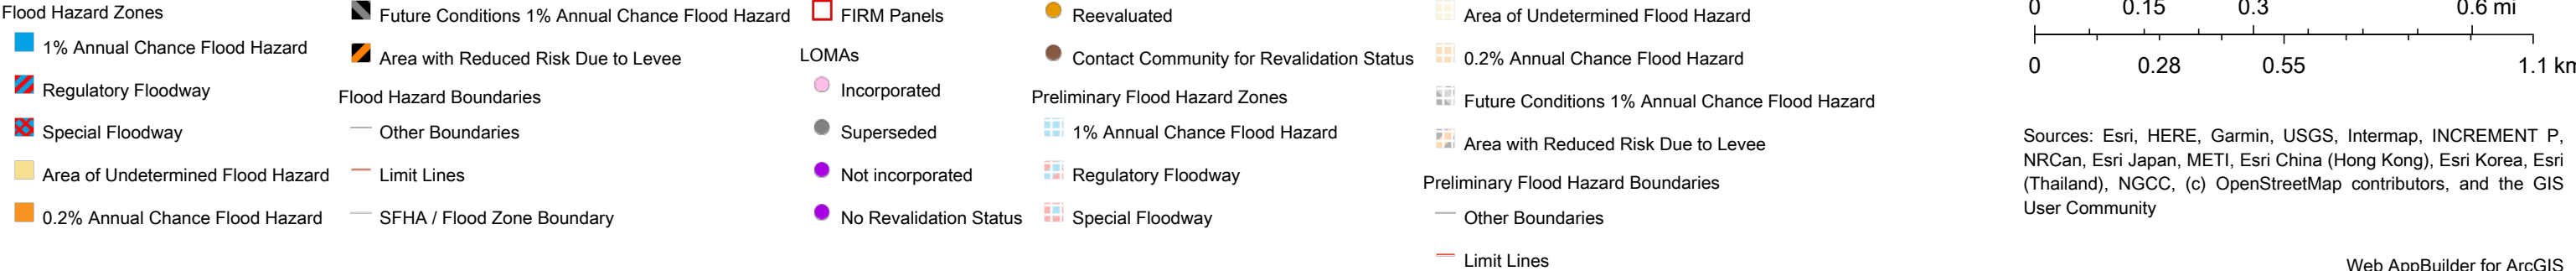 Flood Hazard Zones
1% Annual Chance Flood Hazard
Regulatory Floodway
Special Floodway
Area of Undetermined Flood Hazard
0.2% Annual Chance Flood Hazard
Future Conditions 1% Annual Chance Flood Hazard
Area with Reduced Risk Due to Levee
Flood Hazard Boundaries
Other Boundaries
Limit Lines
SFHA / Flood Zone Boundary
FIRM Panels
LOMAs
Incorporated
Superseded
Not incorporated
No Revalidation Status
Reevaluated
Contact Community for Revalidation Status
Preliminary Flood Hazard Zones
1% Annual Chance Flood Hazard
Regulatory Floodway
Special Floodway
Area of Undetermined Flood Hazard
0.2% Annual Chance Flood Hazard
Future Conditions 1% Annual Chance Flood Hazard
Area with Reduced Risk Due to Levee
Preliminary Flood Hazard Boundaries
Other Boundaries
Limit Lines
0 0.15 0.3 0.6 mi
0 0.28 0.55 1.1 km
Sources: Esri, HERE, Garmin, USGS, Intermap, INCREMENT P,
NRCan, Esri Japan, METI, Esri China (Hong Kong), Esri Korea, Esri
(Thailand), NGCC, (c) OpenStreetMap contributors, and the GIS
User Community
Web AppBuilder for ArcGIS